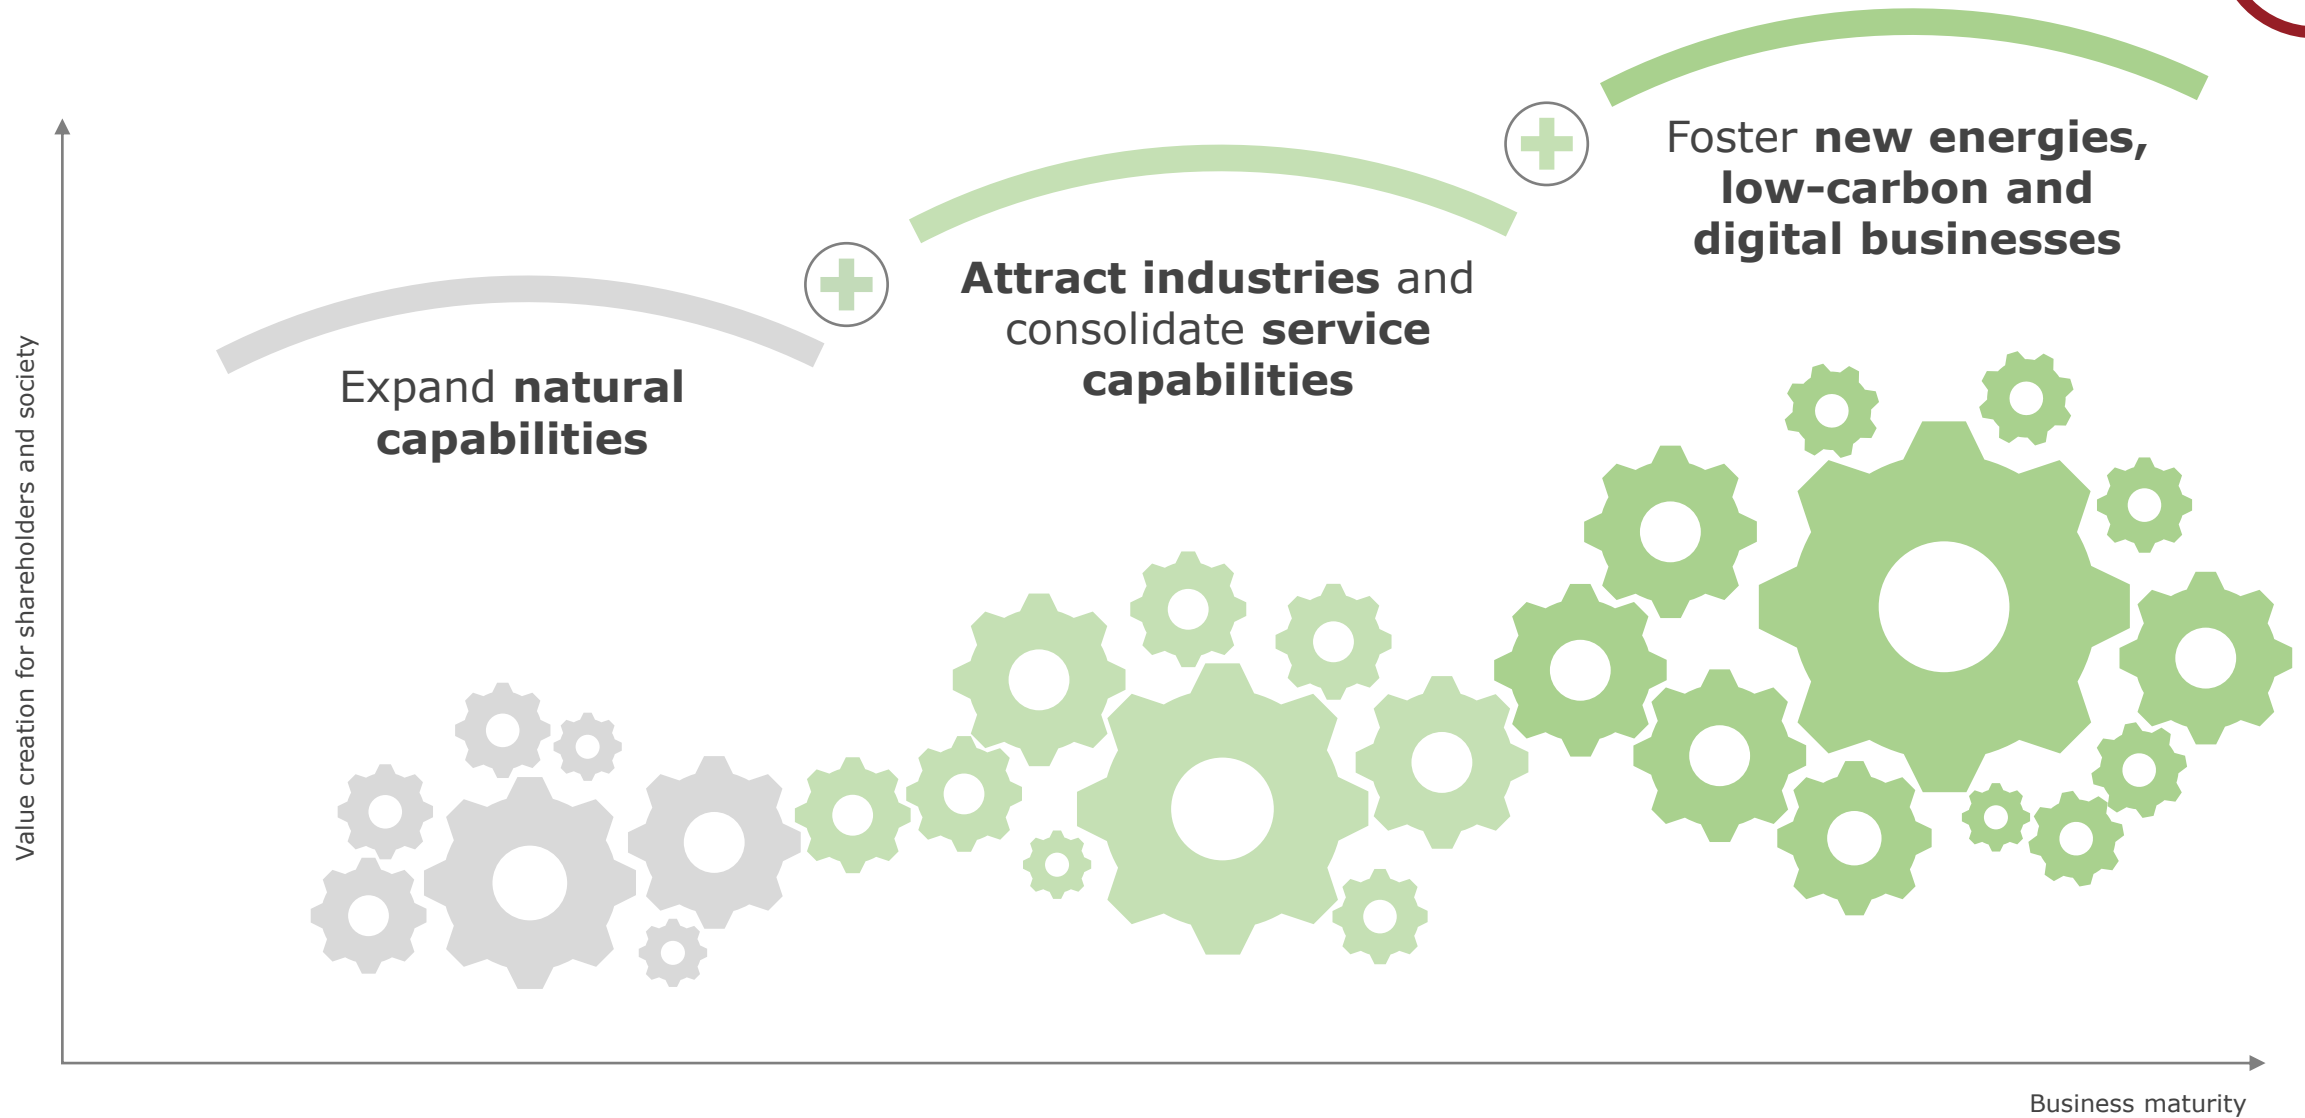 Foster new energies,
low-carbon and
digital businesses
Attract industries and
consolidate service
capabilities
Expand natural
capabilities
Value creation for shareholders and society
Business maturity